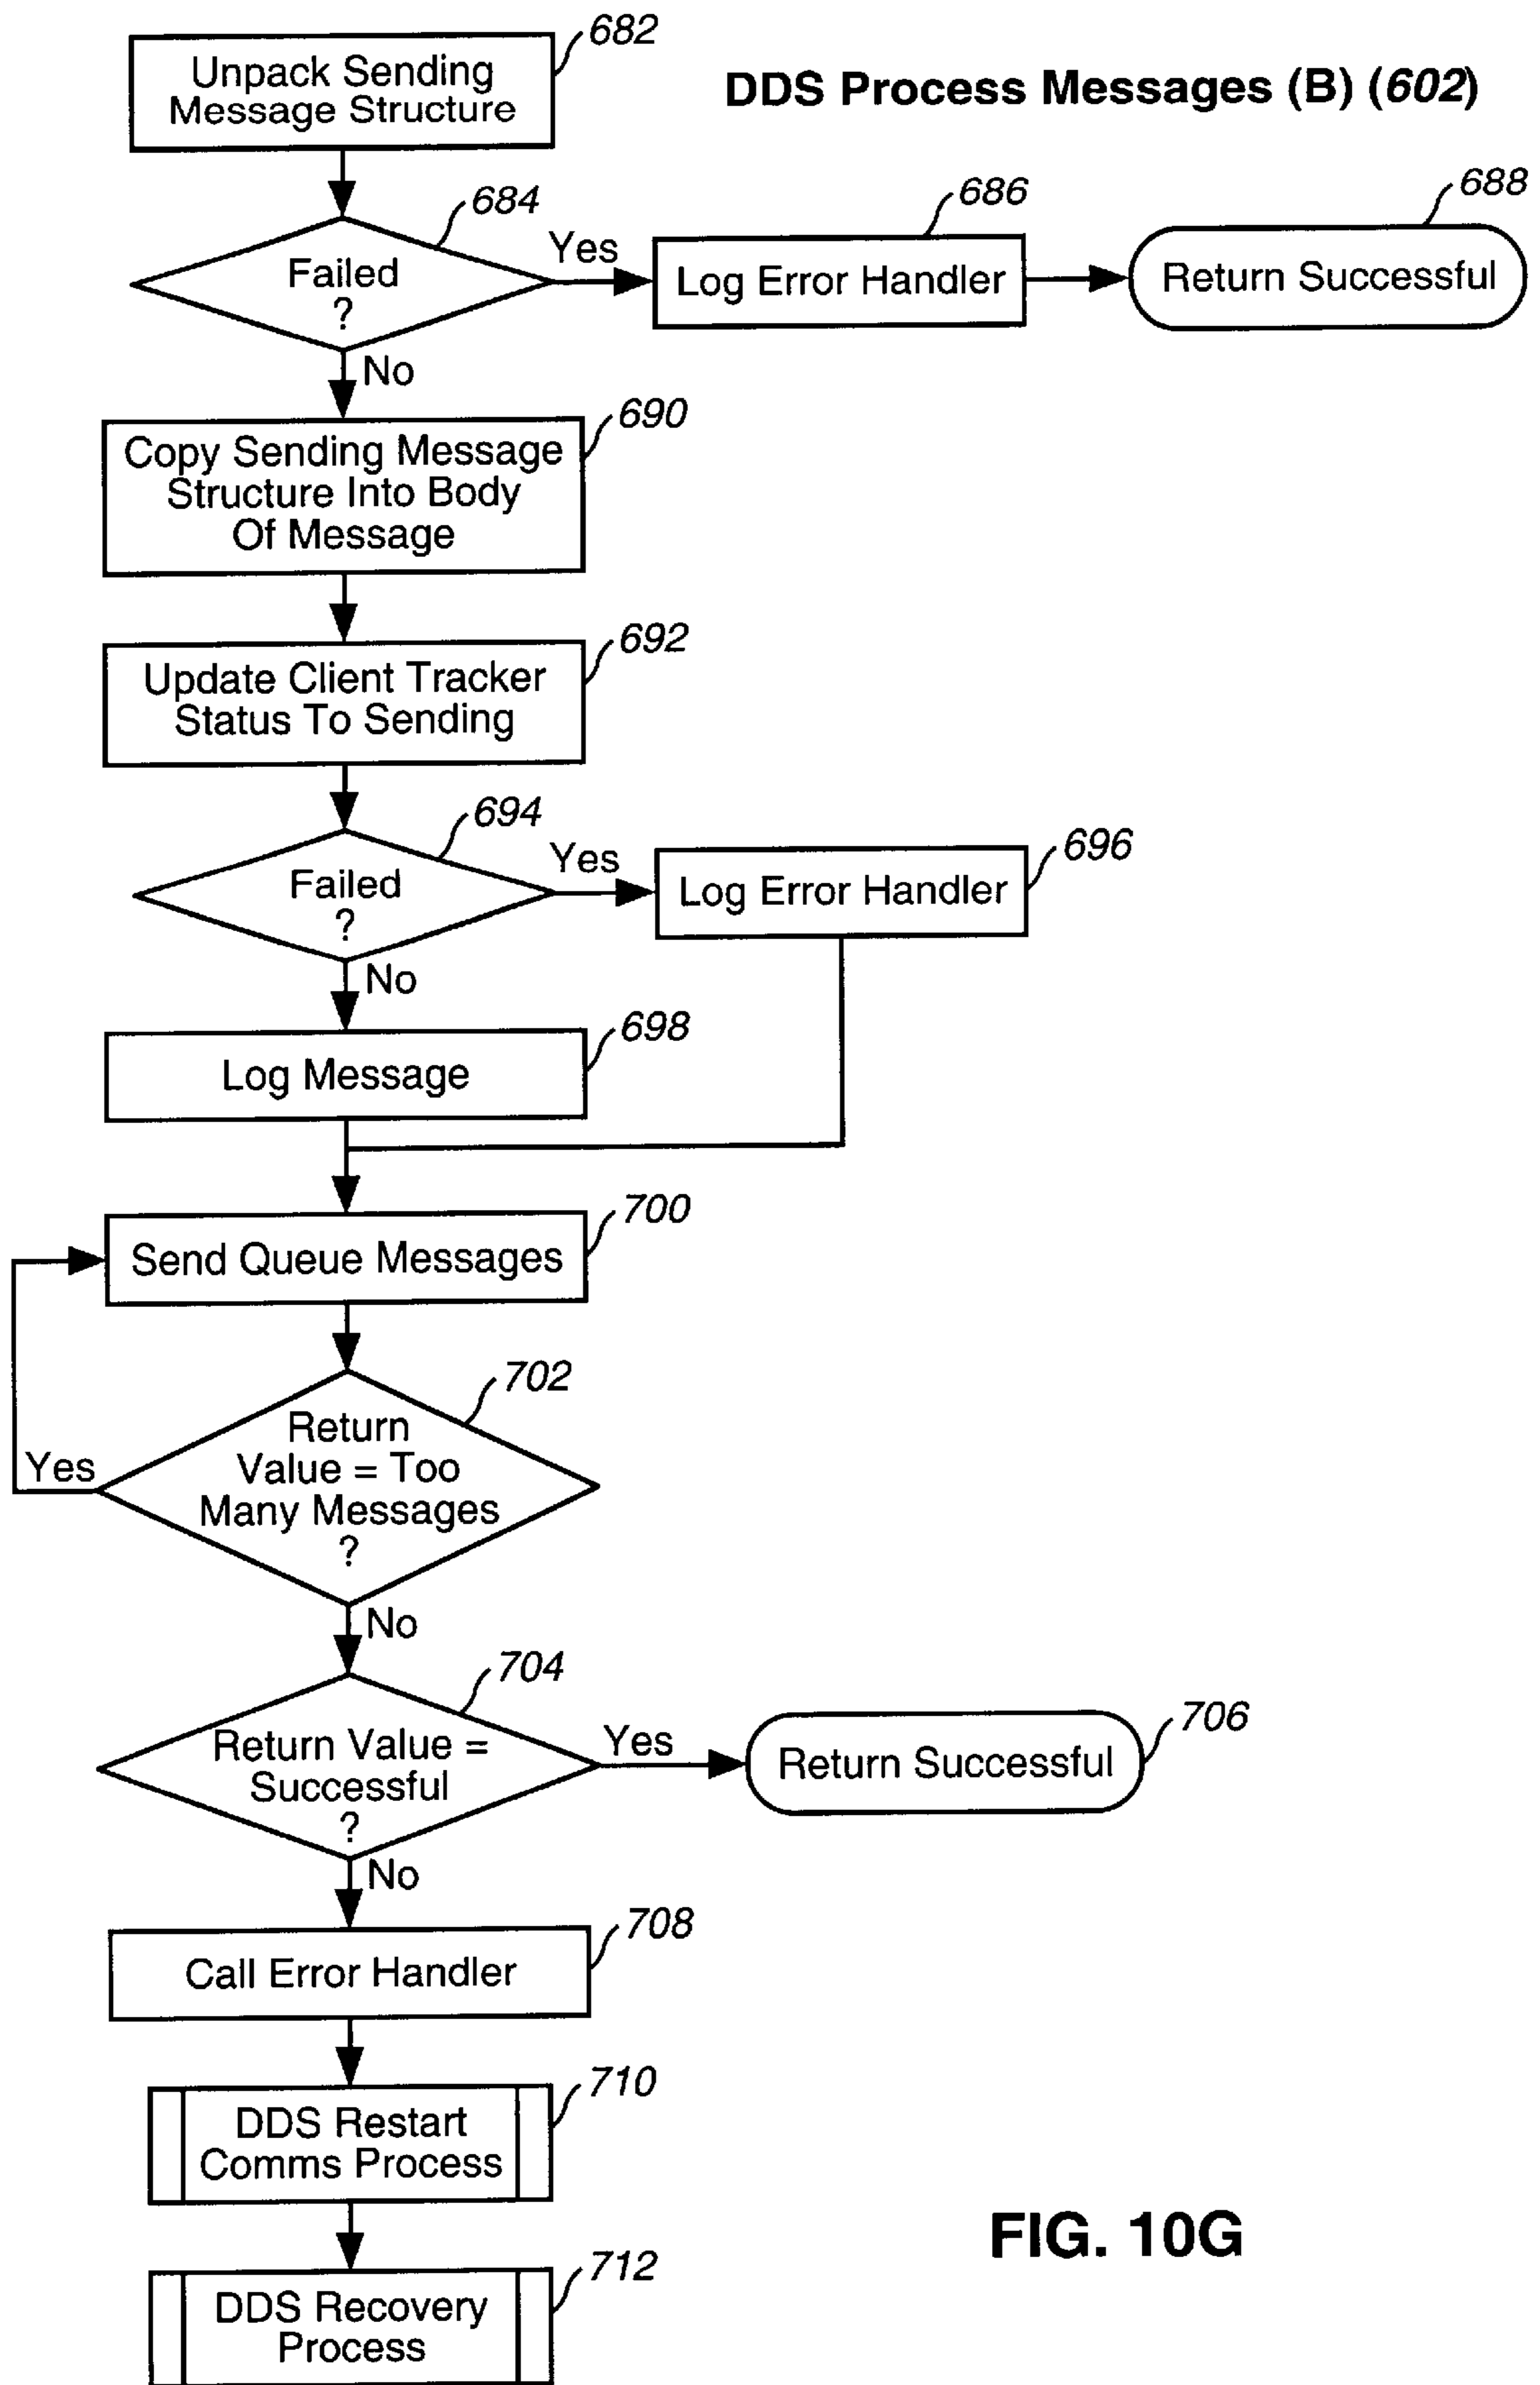 682
Unpack Sending
Message Structure
DDS Process Messages (B) (602)
684
Failed
?
Yes
686
Log Error Handler
688
Return Successful
No
690
Copy Sending Message
Structure Into Body
Of Message
692
Update Client Tracker
Status To Sending
694
Failed
?
Yes
696
Log Error Handler
No
698
Log Message
700
Send Queue Messages
702
Return
Value = Too
Many Messages
?
Yes
No
704
Return Value =
Successful
?
Yes
706
Return Successful
No
708
Call Error Handler
710
DDS Restart
Comms Process
712
DDS Recovery
Process
FIG. 10G